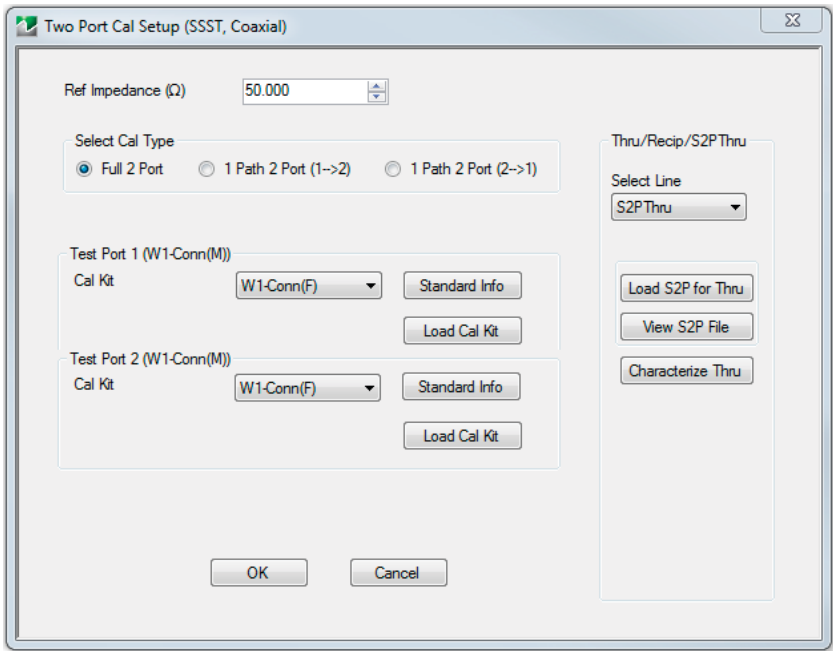 Two Port Cal Setup (SSST, Coaxial)
Ref Impedance (Ω) 50.000
Select Cal Type
Full 2 Port 1 Path 2 Port (1-->2) 1 Path 2 Port (2-->1)
Test Port 1 (W1-Conn(M))
Cal Kit W1-Conn(F) Standard Info
Load Cal Kit
Test Port 2 (W1-Conn(M))
Cal Kit W1-Conn(F) Standard Info
Load Cal Kit
Thru/Recip/S2PThru
Select Line
S2PThru
Load S2P for Thru
View S2P File
Characterize Thru
OK Cancel